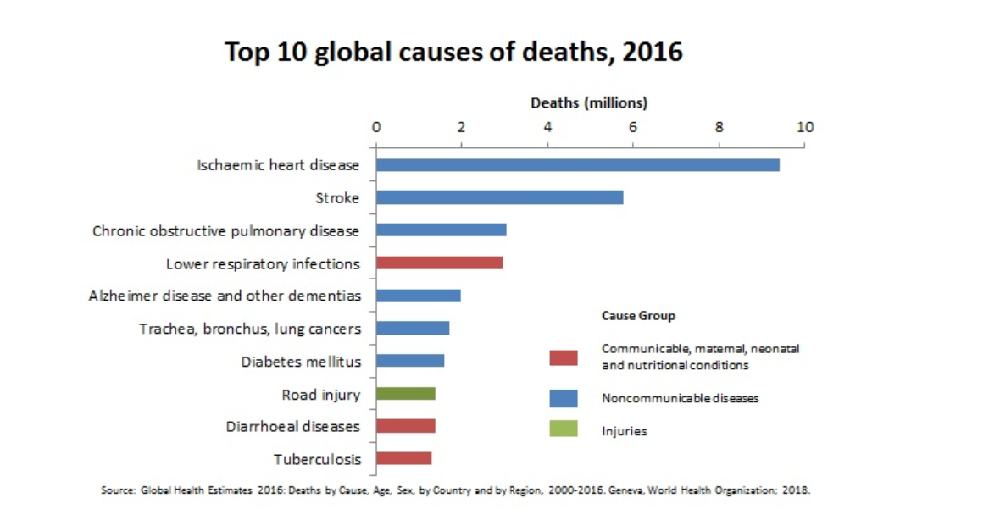 Top 10 global causes of deaths, 2016
Deaths (millions)
0 2 4 6 8 10
Ischaemic heart disease
Stroke
Chronic obstructive pulmonary disease
Lower respiratory infections
Alzheimer disease and other dementias
Trachea, bronchus, lung cancers
Diabetes mellitus
Road injury
Diarrhoeal diseases
Tuberculosis
Cause Group
Communicable, maternal, neonatal
and nutritional conditions
Noncommunicable diseases
Injuries
Source: Global Health Estimates 2016: Deaths by Cause, Age, Sex, by Country and by Region, 2000-2016. Geneva, World Health Organization; 2018.